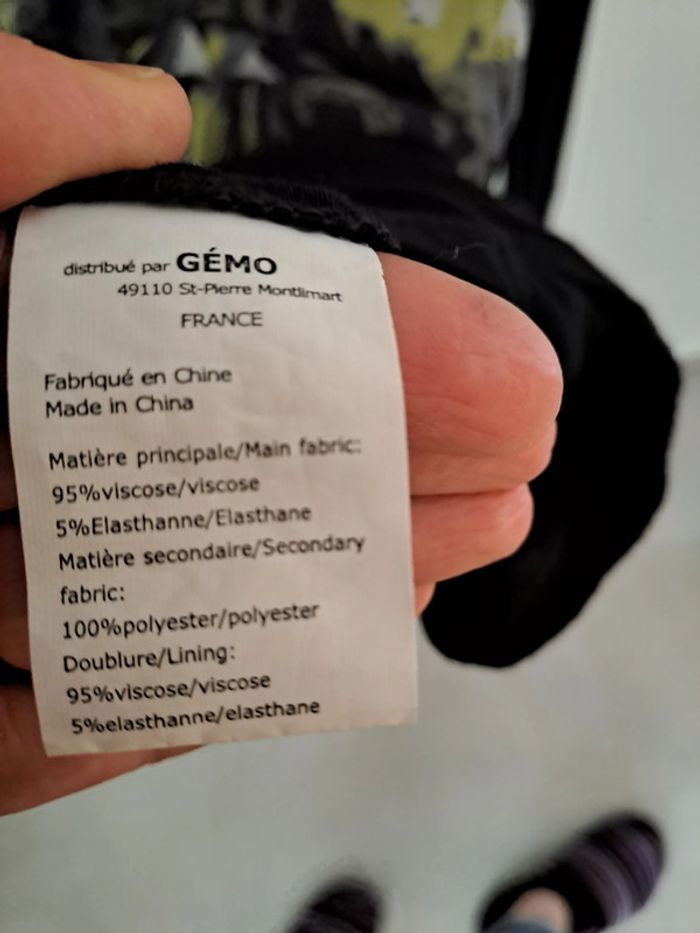 distribué par GÉMO
49110 St-Pierre Montlimart
FRANCE
Fabriqué en Chine
Made in China
Matière principale/Main fabric:
95%viscose/viscose
5%Elasthanne/Elasthane
Matière secondaire/Secondary
fabric:
100%polyester/polyester
Doublure/Lining:
95%viscose/viscose
5%elasthanne/elasthane